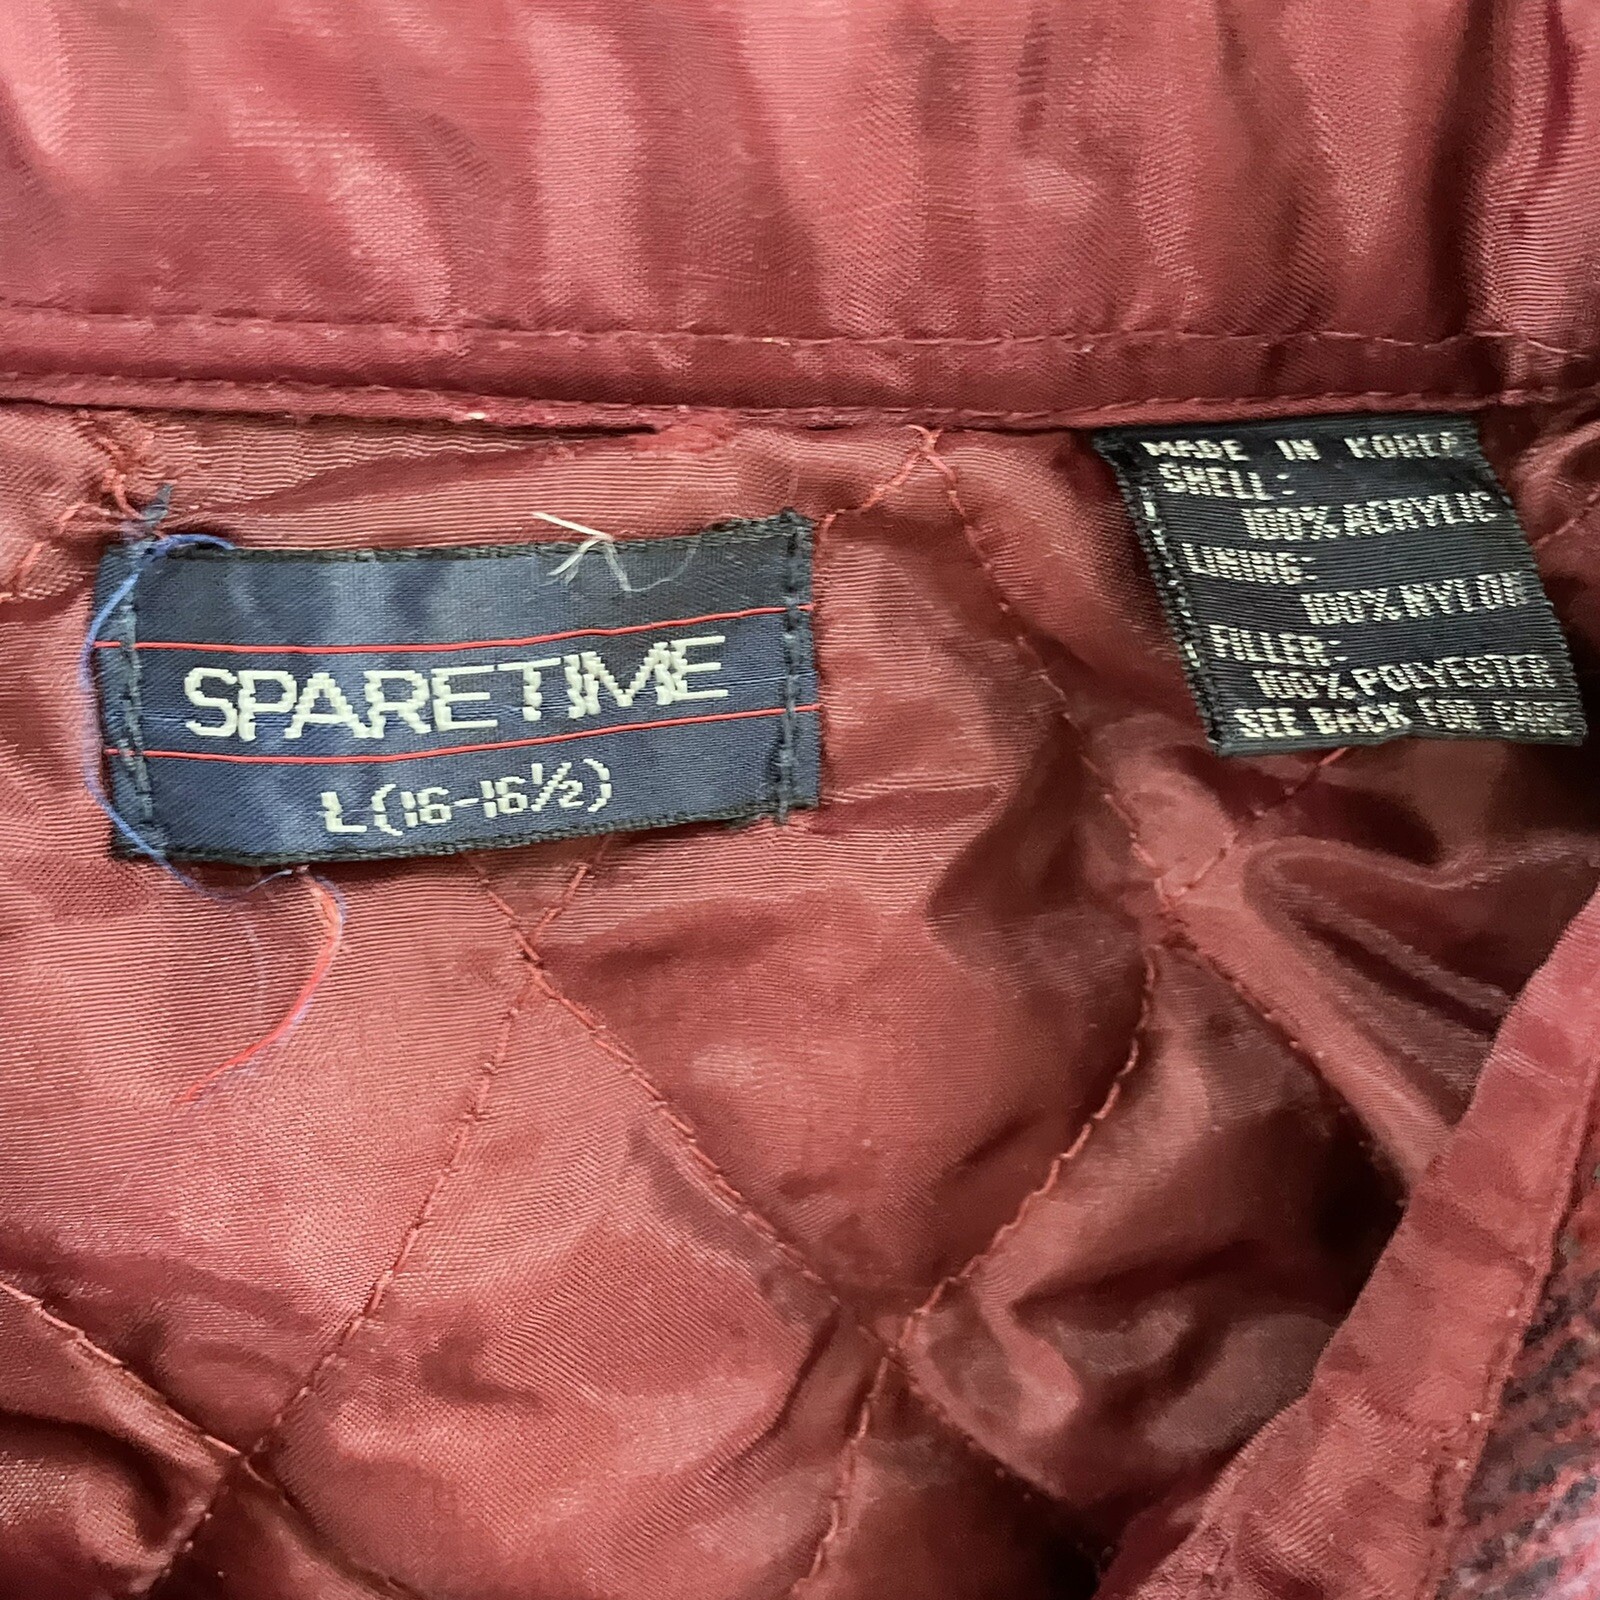 SPARETIME
L (16-16½)
MADE IN KOREA
SHELL:
100% ACRYLIC
LINING:
100% NYLON
FILLER:
100% POLYESTER
SEE BACK FOR CARE